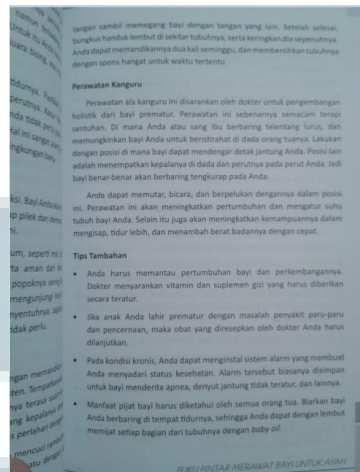 tangan sambil memegang bayi dengan tangan yang lain. Setelah selesai,
bungkus handuk lembut di sekitar tubuhnya, serta keringkan dia sepenuhnya.
Anda dapat memandikannya dua kali seminggu, dan membersihkan tubuhnya
dengan spons hangat untuk waktu tertentu.
Perawatan Kanguru
Perawatan ala kanguru ini disarankan oleh dokter untuk pengembangan
holistik dari bayi prematur. Perawatan ini sebenarnya semacam terapi
sentuhan. Di mana Anda atau sang ibu berbaring telentang lurus, dan
memungkinkan bayi Anda untuk beristirahat di dada orang tuanya. Lakukan
dengan posisi di mana bayi dapat mendengar detak jantung Anda. Posisi lain
adalah menempatkan kepalanya di dada dan perutnya pada perut Anda. Jadi
bayi benar-benar akan berbaring tengkurap pada Anda.
Anda dapat memutar, bicara, dan berpelukan dengannya dalam posisi
ini. Perawatan ini akan meningkatkan pertumbuhan dan mengatur suhu
tubuh bayi Anda. Selain itu juga akan meningkatkan kemampuannya dalam
mengisap, tidur lebih, dan menambah berat badannya dengan cepat.
Tips Tambahan
• Anda harus memantau pertumbuhan bayi dan perkembangannya.
Dokter menyarankan vitamin dan suplemen gizi yang harus diberikan
secara teratur.
• Jika anak Anda lahir prematur dengan masalah penyakit paru-paru
dan pencernaan, maka obat yang diresepkan oleh dokter Anda harus
dilanjutkan.
• Pada kondisi kronis, Anda dapat menginstal sistem alarm yang membuat
Anda menyadari status kesehatan. Alarm tersebut biasanya disimpan
untuk bayi menderita apnea, denyut jantung tidak teratur, dan lainnya.
• Manfaat pijat bayi harus diketahui oleh semua orang tua. Biarkan bayi
Anda berbaring di tempat tidurnya, sehingga Anda dapat dengan lembut
memijat setiap bagian dari tubuhnya dengan baby oil.
BUKU PINTAR MERAWAT BAYI UNTUK AYAH